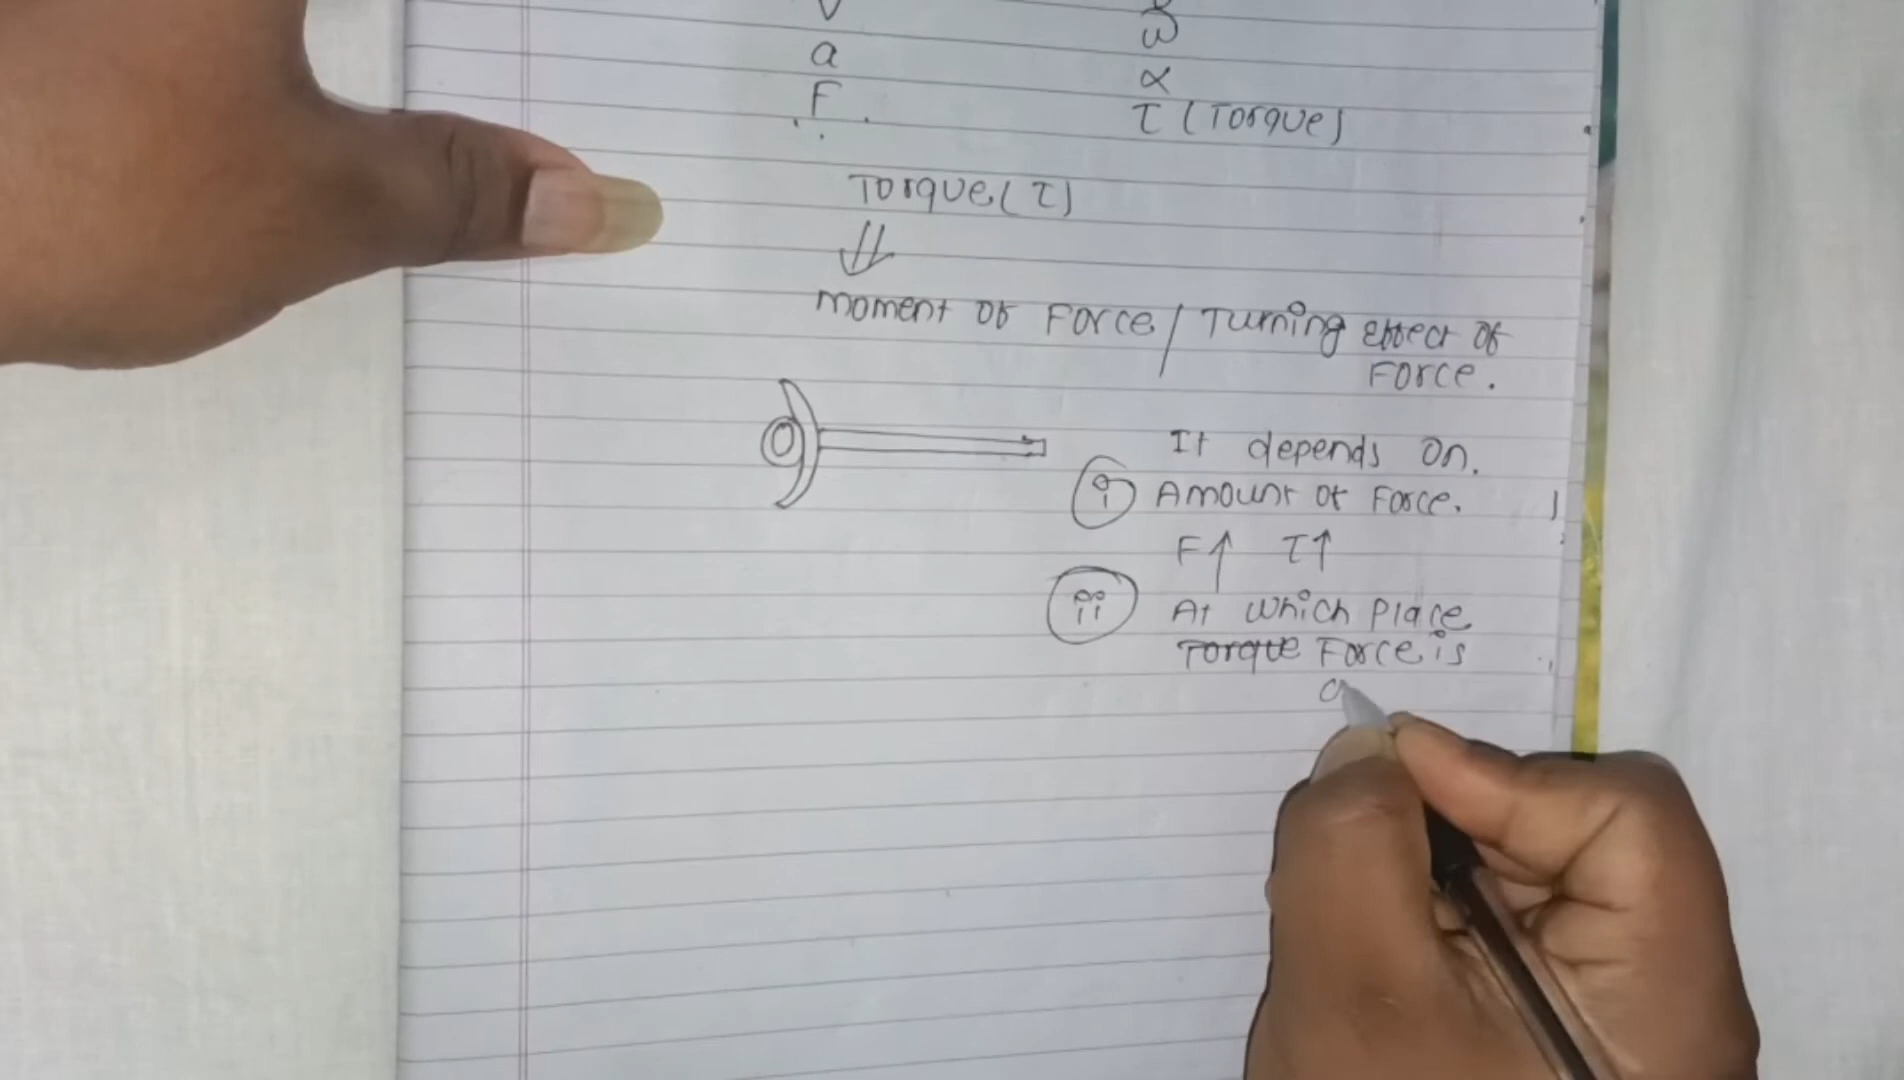 V ω
a α
F τ (Torque)
Torque (τ)
⇓
Moment of Force / Turning Effect of
Force.
It depends on.
i Amount of Force.
F↑ τ↑
ii At which place
Torque Force is
a